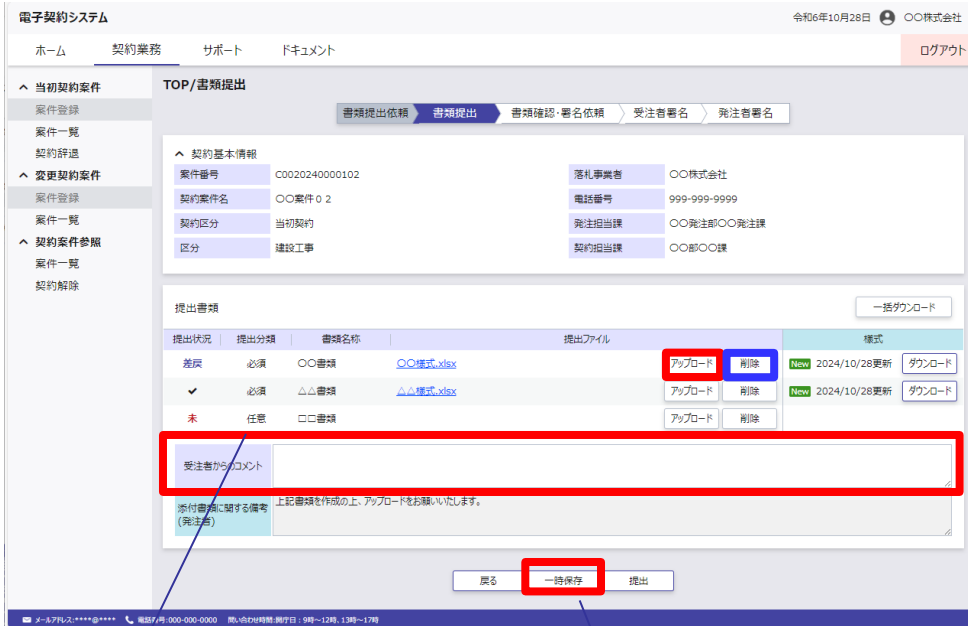 電子契約システム
令和6年10月28日 〇〇株式会社
ホーム 契約業務 サポート ドキュメント ログアウト
当初契約案件
案件登録
案件一覧
契約辞退
変更契約案件
案件登録
案件一覧
契約案件参照
案件一覧
契約解除
TOP/書類提出
書類提出依頼 書類提出 書類確認・署名依頼 受注者署名 発注者署名
契約基本情報
案件番号 C0020240000102 落札事業者 〇〇株式会社
契約案件名 〇〇案件０２ 電話番号 999-999-9999
契約区分 当初契約 発注担当課 〇〇発注部〇〇発注課
区分 建設工事 契約担当課 〇〇部〇〇課
提出書類 一括ダウンロード
提出状況 提出分類 書類名称 提出ファイル 様式
差戻 必須 〇〇書類 〇〇様式.xlsx アップロード 削除 New 2024/10/28更新 ダウンロード
✓ 必須 △△書類 △△様式.xlsx アップロード 削除 New 2024/10/28更新 ダウンロード
未 任意 □□書類 アップロード 削除
受注者からのコメント
添付書類に関する備考
(発注者)
上記書類を作成の上、アップロードをお願いいたします。
戻る 一時保存 提出
メールアドレス:****@**** 電話番号:000-000-0000 問い合わせ時間:開庁日：9時～12時、13時～17時